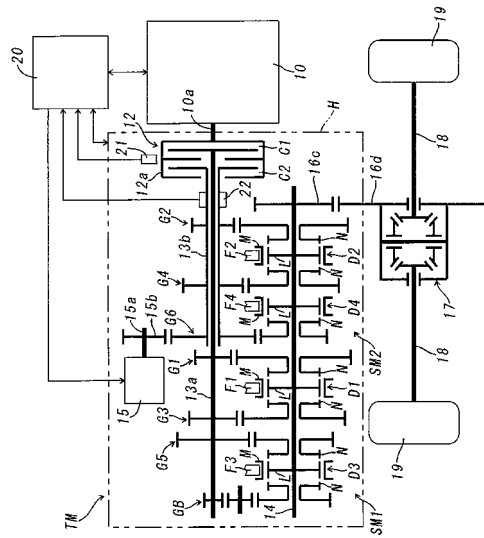 20
10
19
10a
12
H
21
C1
12a
C2
18
22
16c
16d
G2
13b
M
F2
N
L
D2
G4
F4
M
N
L
D4
17
15a
15b
G6
N
SM2
15
G1
13a
M
F1
N
L
D1
18
G3
N
G5
M
F3
N
L
D3
19
GB
14
N
SM1
TM